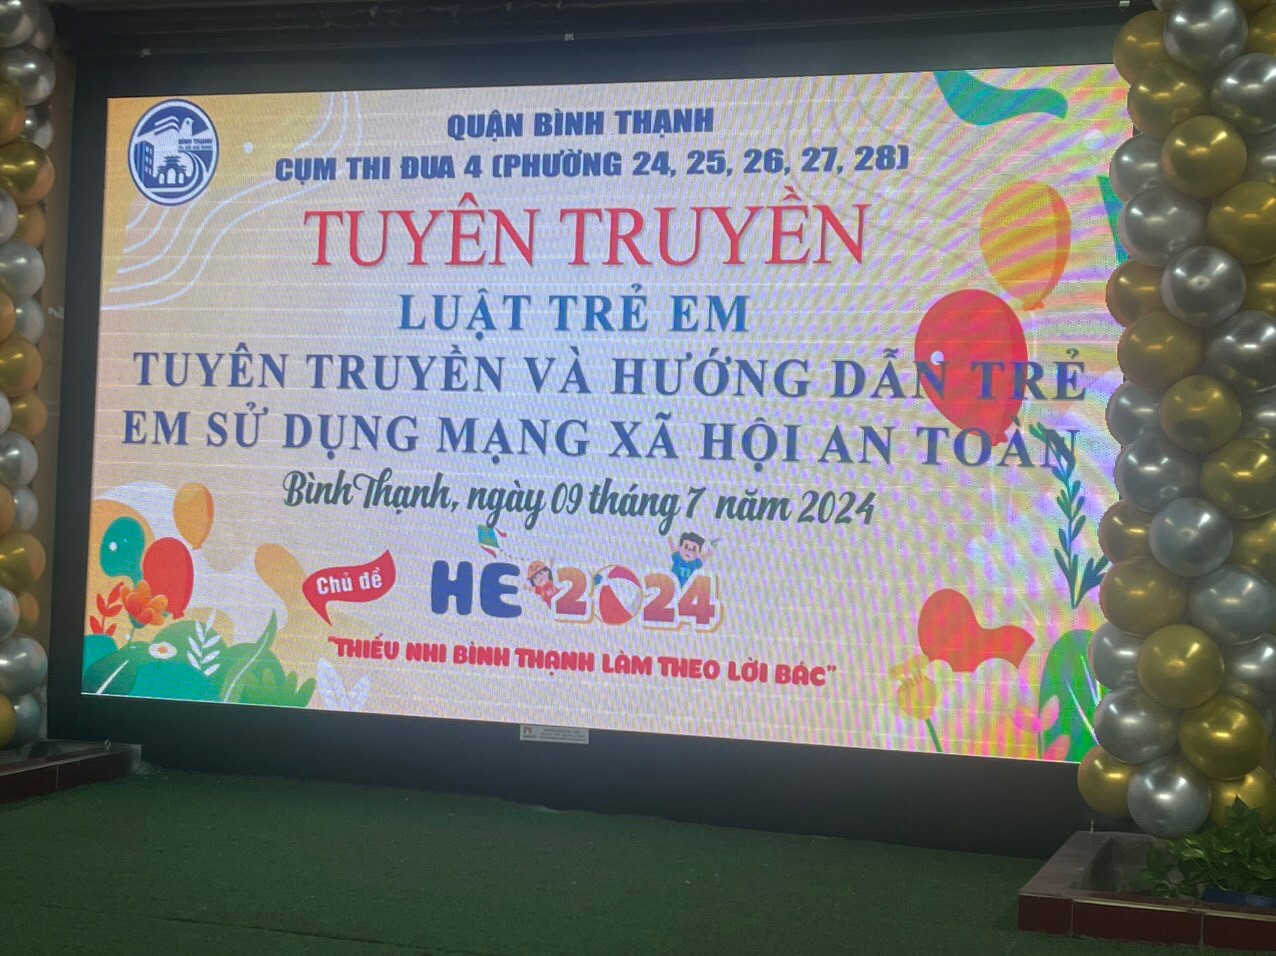 BÌNH THẠNH
QUẬN BÌNH THẠNH
CỤM THI ĐUA 4 (PHƯỜNG 24, 25, 26, 27, 28)
TUYÊN TRUYỀN
LUẬT TRẺ EM
TUYÊN TRUYỀN VÀ HƯỚNG DẪN TRẺ
EM SỬ DỤNG MẠNG XÃ HỘI AN TOÀN
Bình Thạnh, ngày 09 tháng 7 năm 2024
Chủ đề
HÈ 2024
"THIẾU NHI BÌNH THẠNH LÀM THEO LỜI BÁC"